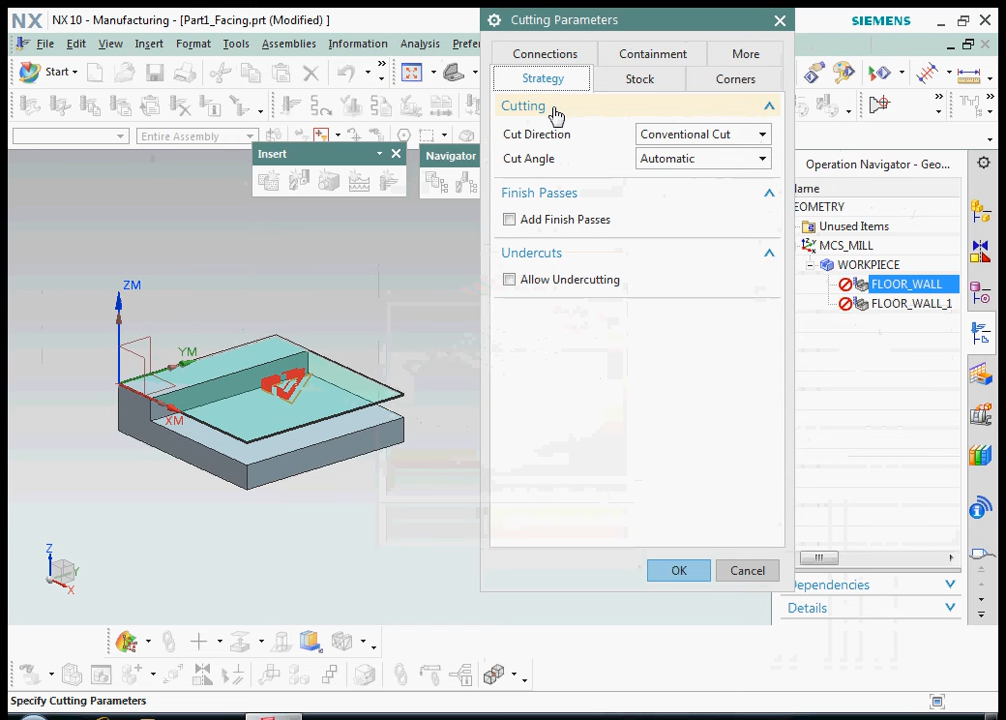 NX NX 10 - Manufacturing - [Part1_Facing.prt (Modified) ]
Cutting Parameters
SIEMENS
File Edit View Insert Format Tools Assemblies Information Analysis Prefer
Start
Connections Containment More
Strategy Stock Corners
Cutting
Entire Assembly
Cut Direction Conventional Cut
Cut Angle Automatic
Insert
Navigator
Operation Navigator - Geo...
Name
GEOMETRY
Finish Passes
Add Finish Passes
Unused Items
MCS_MILL
Undercuts
WORKPIECE
Allow Undercutting
FLOOR_WALL
FLOOR_WALL_1
ZM
YM
XM
Z
Y
X
OK Cancel
Dependencies
Details
Specify Cutting Parameters